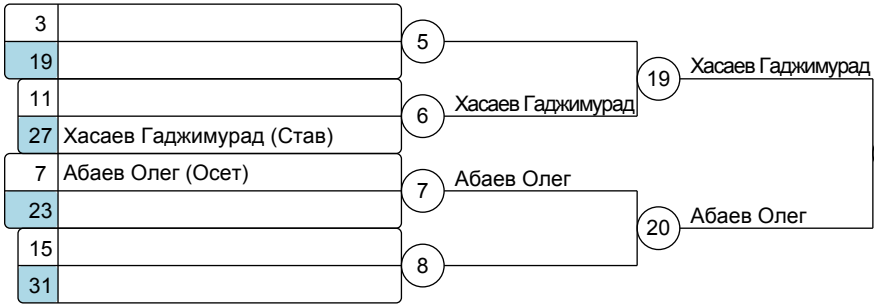 3
5
19
19 Хасаев Гаджимурад
11
6 Хасаев Гаджимурад
27 Хасаев Гаджимурад (Став)
7 Абаев Олег (Осет)
7 Абаев Олег
23
20 Абаев Олег
15
8
31